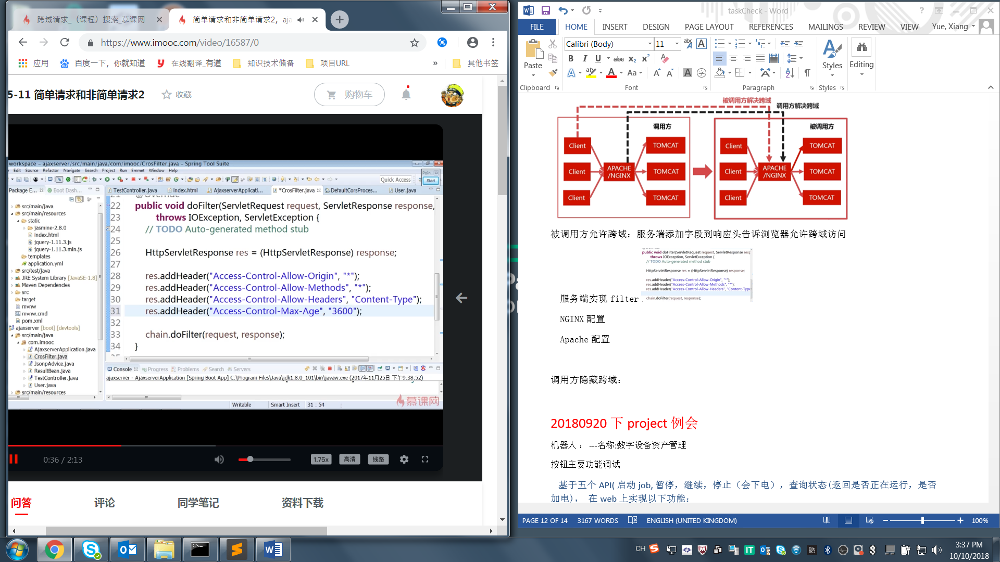 跨域请求_（课程）搜索_慕课网
简单请求和非简单请求2，aja
https://www.imooc.com/video/16587/0
应用
百度一下，你就知道
在线翻译_有道
知识技术储备
项目URL
»
其他书签
5-11 简单请求和非简单请求2
收藏
购物车
workspace - ajaxserver/src/main/java/com/imooc/CrosFilter.java - Spring Tool Suite
Edit Source Refactor Navigate Search Project Run Emmet Window Help
Quick Access
Start
Package E...
Boot Dash...
TestController.java
index.html
AjaxserverApplicati...
*CrosFilter.java
DefaultCorsProces...
User.java
src/main/java
src/main/resources
static
jasmine-2.8.0
index.html
jquery-1.11.3.js
jquery-1.11.3.min.js
templates
application.yml
src/test/java
JRE System Library [JavaSE-1.8]
Maven Dependencies
src
target
mvnw
mvnw.cmd
pom.xml
ajaxserver [boot] [devtools]
src/main/java
com.imooc
AjaxserverApplication.java
CrosFilter.java
JsonpAdvice.java
ResultBean.java
TestController.java
User.java
src/main/resources
22 public void doFilter(ServletRequest request, ServletResponse response,
23 throws IOException, ServletException {
24 // TODO Auto-generated method stub
25
26 HttpServletResponse res = (HttpServletResponse) response;
27
28 res.addHeader("Access-Control-Allow-Origin", "*");
29 res.addHeader("Access-Control-Allow-Methods", "*");
30 res.addHeader("Access-Control-Allow-Headers", "Content-Type");
31 res.addHeader("Access-Control-Max-Age", "3600");
32
33 chain.doFilter(request, response);
34 }
Console Progress Problems Search Servers
ajaxserver - AjaxserverApplication [Spring Boot App] C:\Program Files\Java\jdk1.8.0_101\bin\javaw.exe (2017年11月25日 下午9:38:52)
慕课网
Writable Smart Insert 31 : 54
0:36 / 2:13
1.75x 高清 线路
问答 评论 同学笔记 资料下载
taskCheck - Word
FILE HOME INSERT DESIGN PAGE LAYOUT REFERENCES MAILINGS REVIEW VIEW
Yue, Xiang
Calibri (Body) 11
Paste
Styles
Editing
Clipboard Font Paragraph Styles
被调用方解决跨域
调用方解决跨域
调用方
被调用方
Client TOMCAT Client TOMCAT
Client APACHE /NGINX TOMCAT Client APACHE /NGINX TOMCAT
Client TOMCAT Client TOMCAT
被调用方允许跨域：服务端添加字段到响应头告诉浏览器允许跨域访问
public void doFilter(ServletRequest request, ServletResponse resp
throws IOException, ServletException {
// TODO Auto-generated method stub
HttpServletResponse res = (HttpServletResponse) response;
res.addHeader("Access-Control-Allow-Origin", "*");
res.addHeader("Access-Control-Allow-Methods", "*");
res.addHeader("Access-Control-Allow-Headers", "Content-Type
chain.doFilter(request, response);
服务端实现 filter
NGINX 配置
Apache 配置
调用方隐藏跨域：
20180920 下 project 例会
机器人 ： ---名称:数字设备资产管理
按钮主要功能调试
基于五个 API( 启动 job, 暂停，继续，停止（会下电），查询状态(返回是否正在运行，是否
加电)， 在 web 上实现以下功能：
PAGE 12 OF 14 3167 WORDS ENGLISH (UNITED KINGDOM) 100%
CH
3:37 PM
10/10/2018